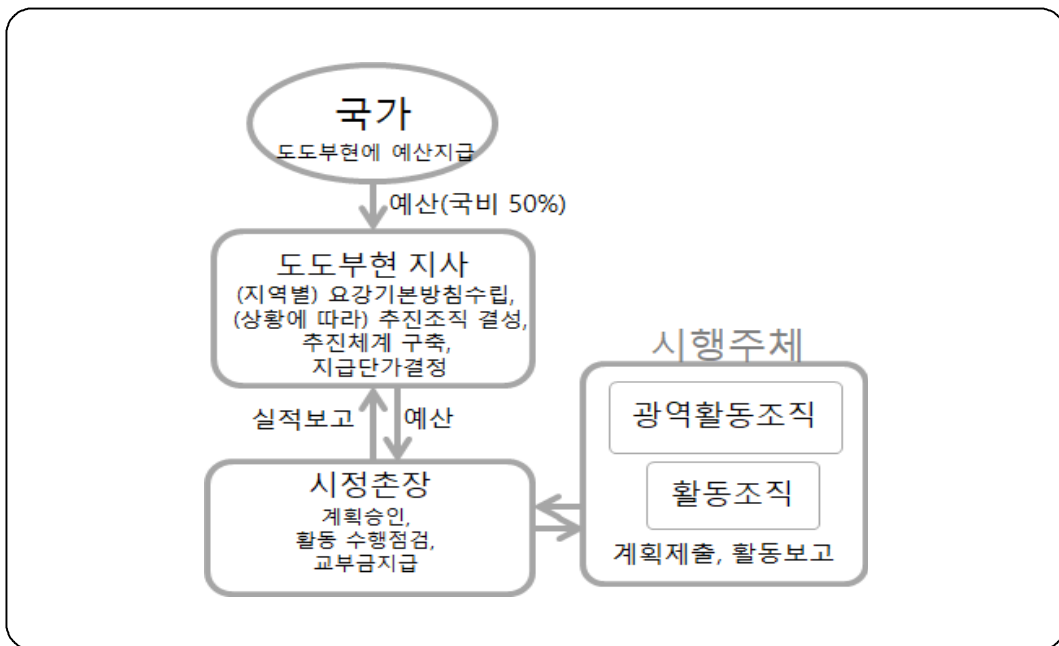 국가
도도부현에 예산지급
예산(국비 50%)
도도부현 지사
(지역별) 요강기본방침수립,
(상황에 따라) 추진조직 결성,
추진체계 구축,
지급단가결정
실적보고
예산
시정촌장
계획승인,
활동 수행점검,
교부금지급
시행주체
광역활동조직
활동조직
계획제출, 활동보고